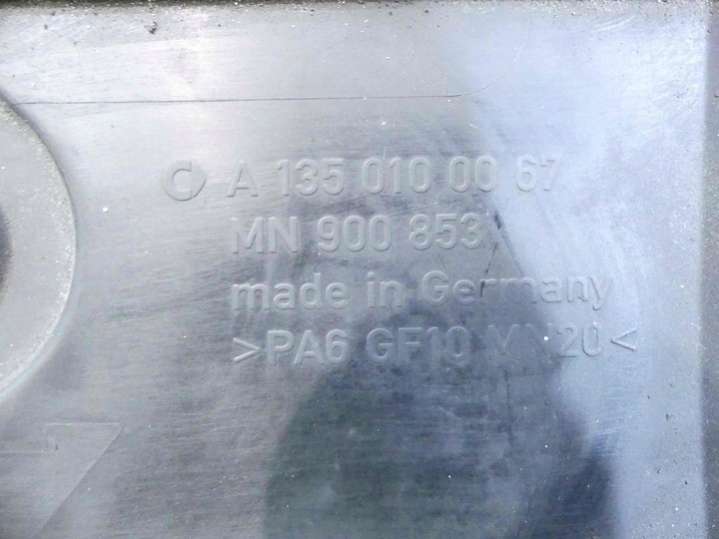 A 135 010 00 67
MN 900 853
made in Germany
>PA6 GF10 MN20<